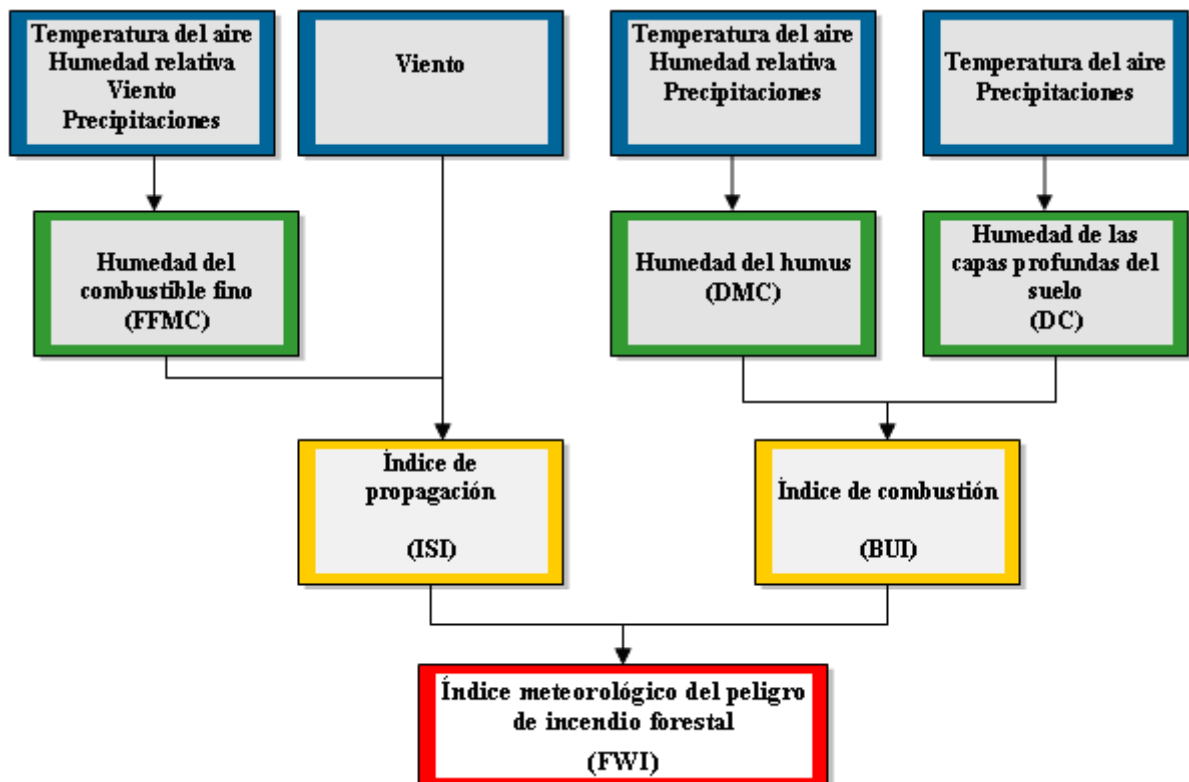 Temperatura del aire
Humedad relativa
Viento
Precipitaciones
Viento
Temperatura del aire
Humedad relativa
Precipitaciones
Temperatura del aire
Precipitaciones
Humedad del
combustible fino
(FFMC)
Humedad del humus
(DMC)
Humedad de las
capas profundas del
suelo
(DC)
Índice de
propagación
(ISI)
Índice de combustión
(BUI)
Índice meteorológico del peligro
de incendio forestal
(FWI)